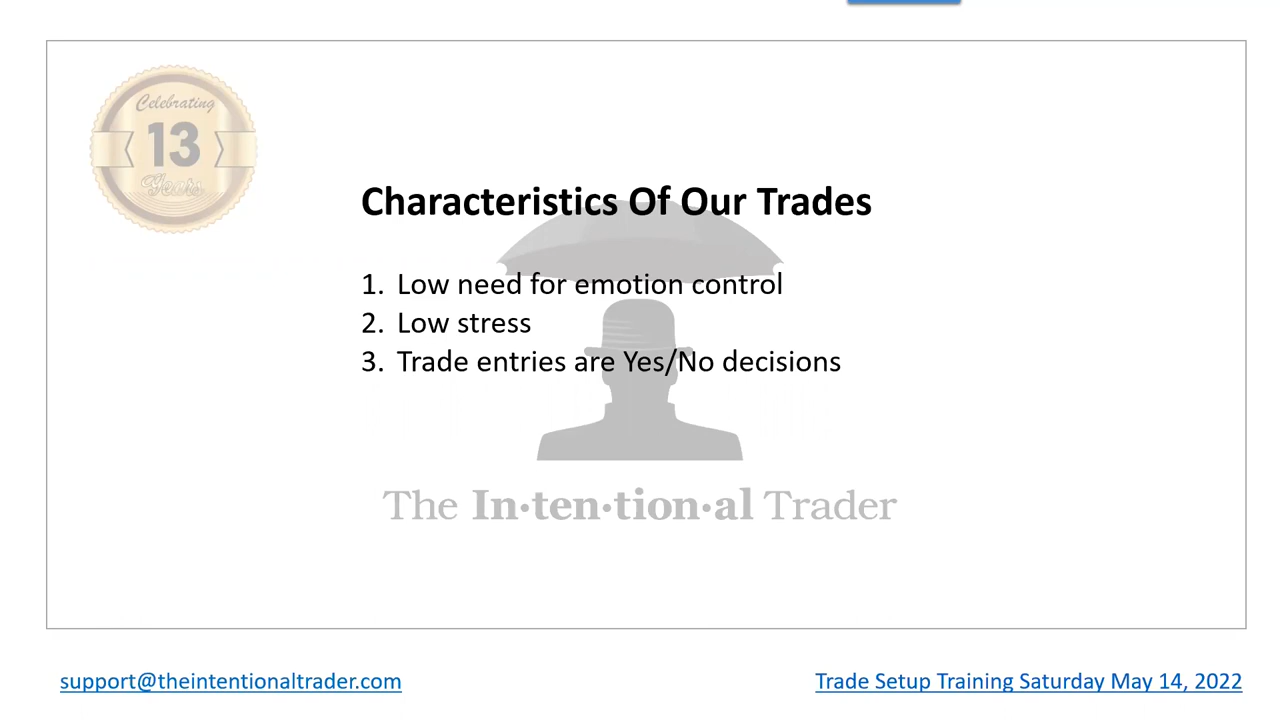 Celebrating
13
Years
Characteristics Of Our Trades
1. Low need for emotion control
2. Low stress
3. Trade entries are Yes/No decisions
The In·ten·tion·al Trader
support@theintentionaltrader.com
Trade Setup Training Saturday May 14, 2022